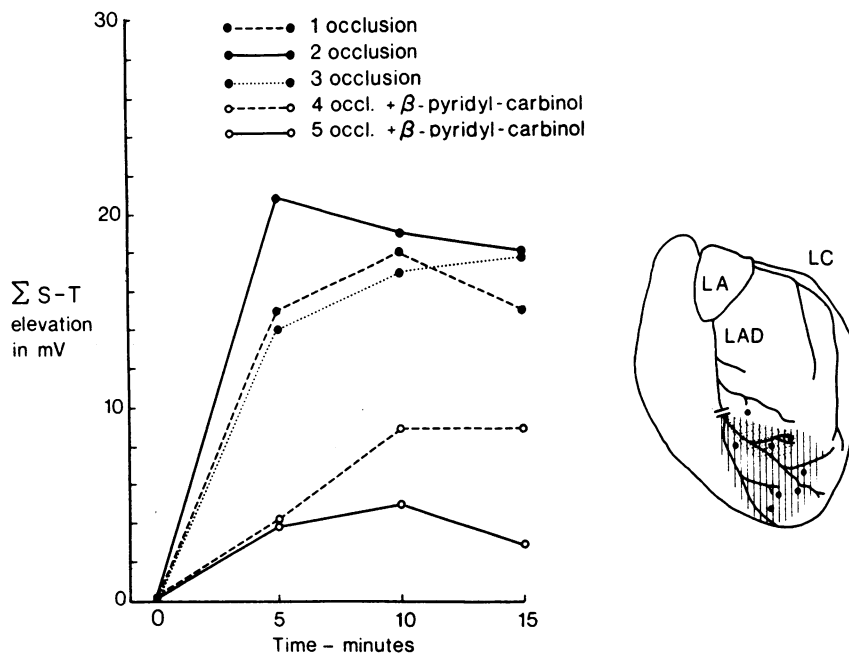 30
1 occlusion
2 occlusion
3 occlusion
4 occl. + β-pyridyl-carbinol
5 occl. + β-pyridyl-carbinol
20
∑ S-T
elevation
in mV
10
0
0 5 10 15
Time - minutes
LC
LA
LAD